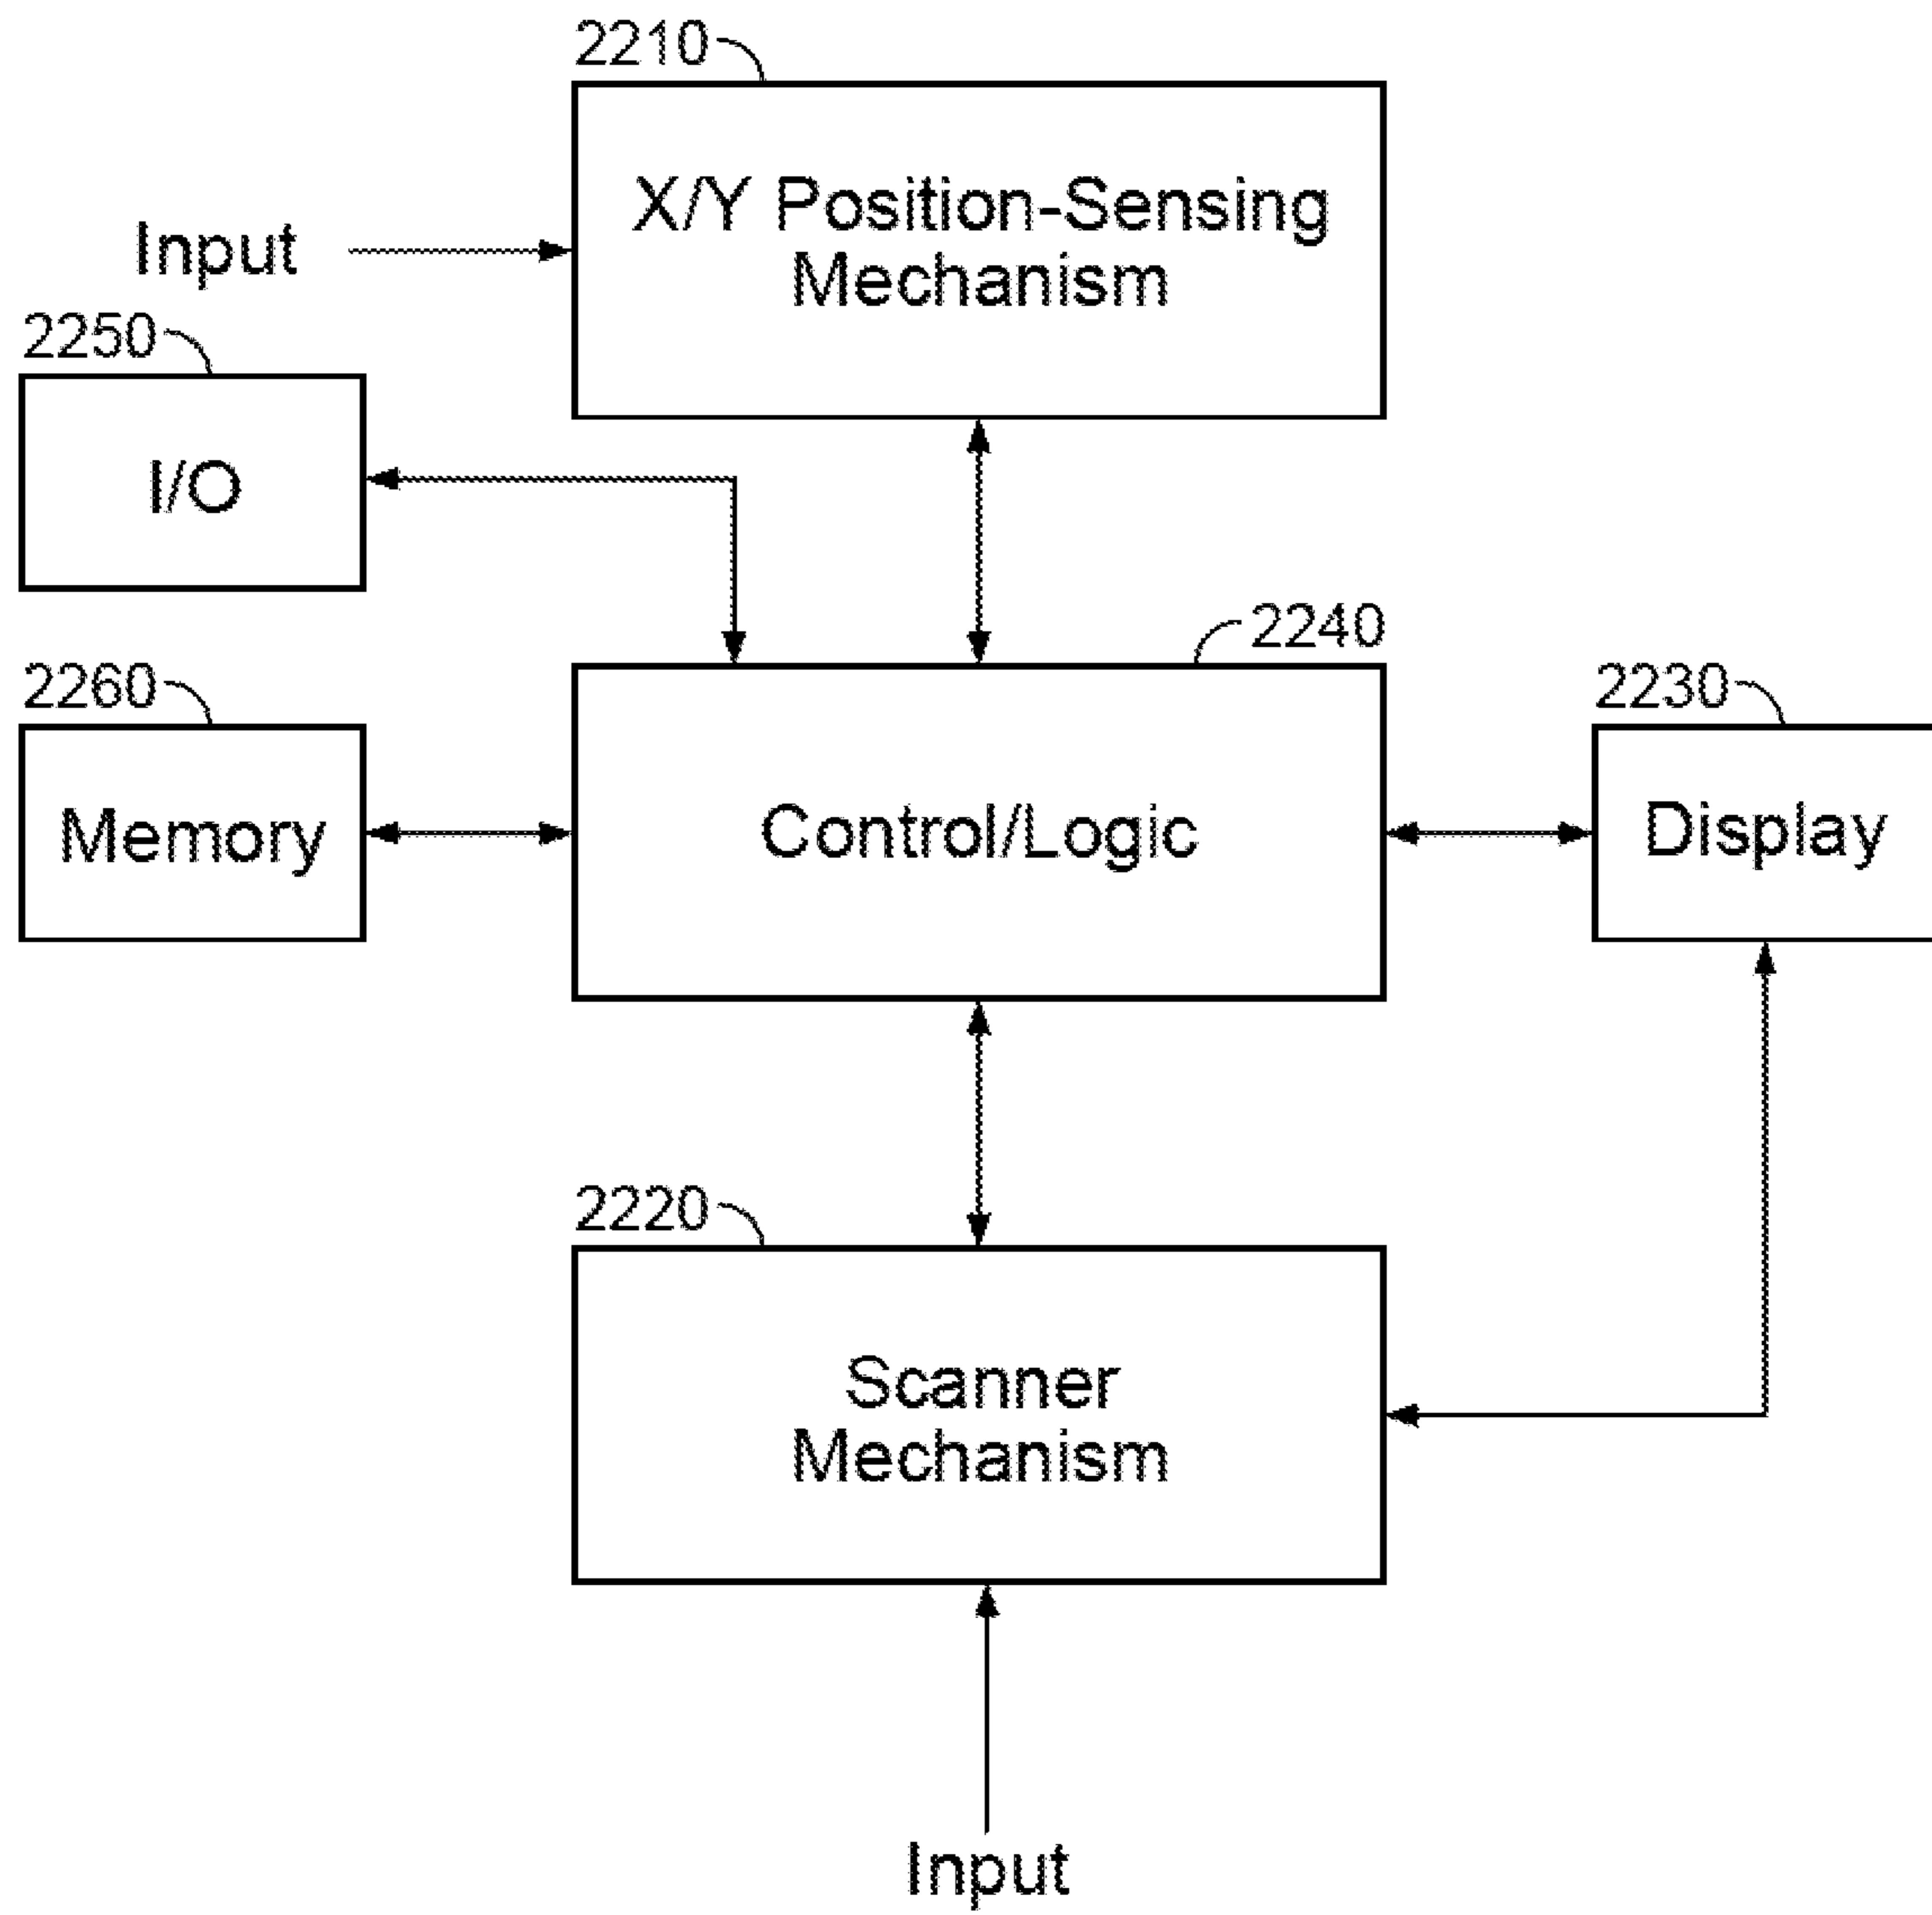 2210
X/Y Position-Sensing
Mechanism
Input
2250
I/O
2240
2260
2230
Memory
Control/Logic
Display
2220
Scanner
Mechanism
Input